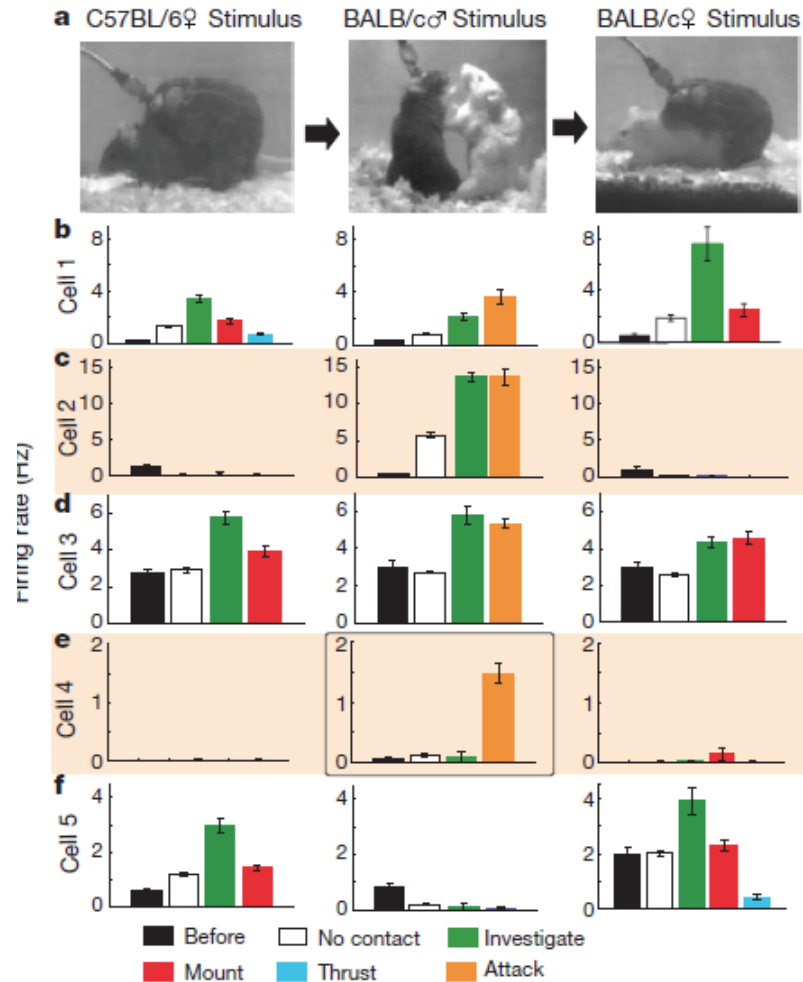 a C57BL/6♀ Stimulus BALB/c♂ Stimulus BALB/c♀ Stimulus
b
Cell 1
8 8 8
4 4 4
0 0 0
c
Cell 2
15 15 15
10 10 10
5 5 5
0 0 0
d
Cell 3
6 6 6
4 4 4
2 2 2
0 0 0
e
Cell 4
2 2 2
1 1 1
0 0 0
f
Cell 5
4 4 4
2 2 2
0 0 0
Firing rate (Hz)
Before No contact Investigate
Mount Thrust Attack